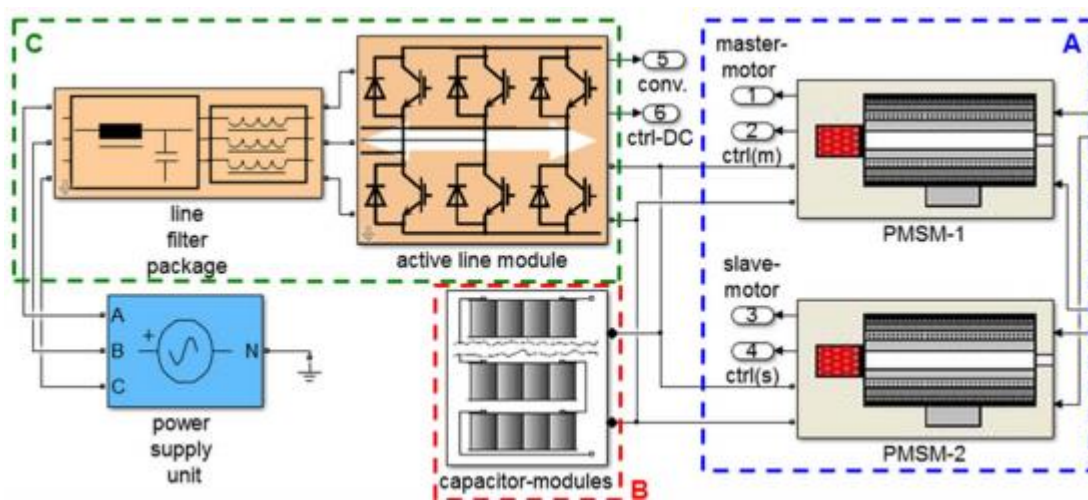 C
A
master-
motor
5
conv.
1
6
ctrl-DC
2
ctrl(m)
line
filter
package
active line module
PMSM-1
slave-
motor
A
B
C
N
3
4
ctrl(s)
power
supply
unit
capacitor-modules
B
PMSM-2